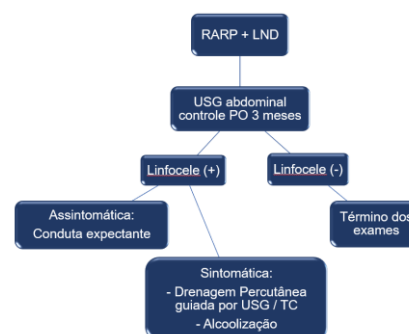 RARP + LND
USG abdominal
controle PO 3 meses
Linfocele (+)
Linfocele (-)
Assintomática:
Conduta expectante
Término dos
exames
Sintomática:
- Drenagem Percutânea
guiada por USG / TC
- Alcoolização